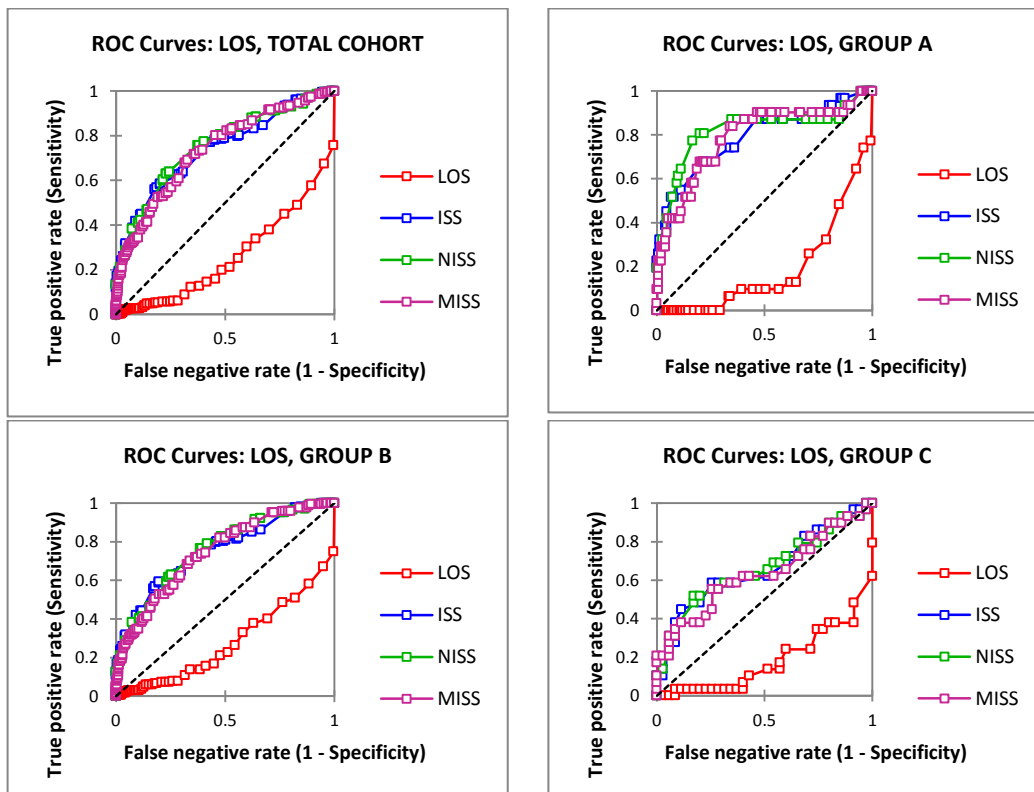 ROC Curves: LOS, TOTAL COHORT
True positive rate (Sensitivity)
1
0.8
0.6
0.4
0.2
0
0
0.5
1
False negative rate (1 - Specificity)
LOS
ISS
NISS
MISS
ROC Curves: LOS, GROUP A
True positive rate (Sensitivity)
1
0.8
0.6
0.4
0.2
0
0
0.5
1
False negative rate (1 - Specificity)
LOS
ISS
NISS
MISS
ROC Curves: LOS, GROUP B
True positive rate (Sensitivity)
1
0.8
0.6
0.4
0.2
0
0
0.5
1
False negative rate (1 - Specificity)
LOS
ISS
NISS
MISS
ROC Curves: LOS, GROUP C
True positive rate (Sensitivity)
1
0.8
0.6
0.4
0.2
0
0
0.5
1
False negative rate (1 - Specificity)
LOS
ISS
NISS
MISS